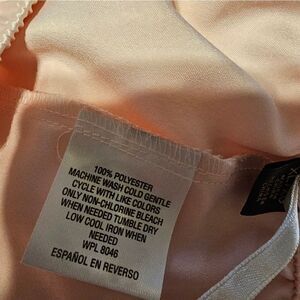 100% POLYESTER
MACHINE WASH COLD GENTLE
CYCLE WITH LIKE COLORS
ONLY NON-CHLORINE BLEACH
WHEN NEEDED TUMBLE DRY
LOW COOL IRON WHEN
NEEDED
WPL 8046
ESPAÑOL EN REVERSO